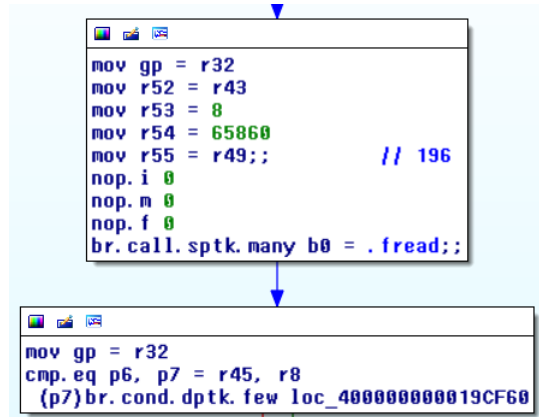 mov gp = r32
mov r52 = r43
mov r53 = 8
mov r54 = 65860
mov r55 = r49;; // 196
nop.i 0
nop.m 0
nop.f 0
br.call.sptk.many b0 = .fread;;
mov gp = r32
cmp.eq p6, p7 = r45, r8
(p7)br.cond.dptk.few loc_400000000019CF60